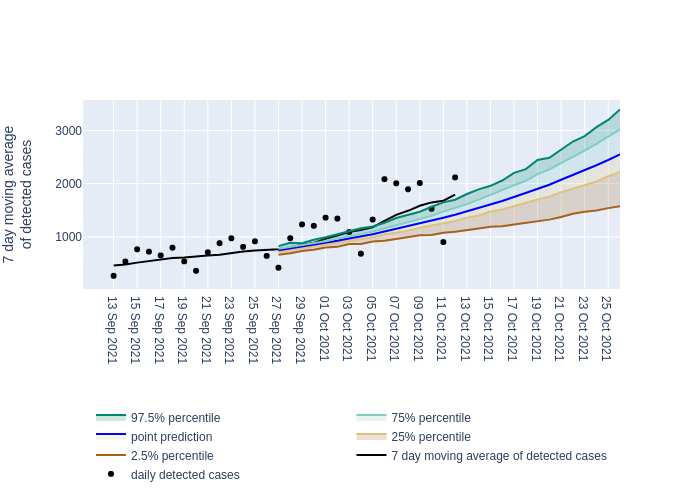 7 day moving average
of detected cases
3000
2000
1000
13 Sep 2021
15 Sep 2021
17 Sep 2021
19 Sep 2021
21 Sep 2021
23 Sep 2021
25 Sep 2021
27 Sep 2021
29 Sep 2021
01 Oct 2021
03 Oct 2021
05 Oct 2021
07 Oct 2021
09 Oct 2021
11 Oct 2021
13 Oct 2021
15 Oct 2021
17 Oct 2021
19 Oct 2021
21 Oct 2021
23 Oct 2021
25 Oct 2021
97.5% percentile
75% percentile
point prediction
25% percentile
2.5% percentile
7 day moving average of detected cases
daily detected cases